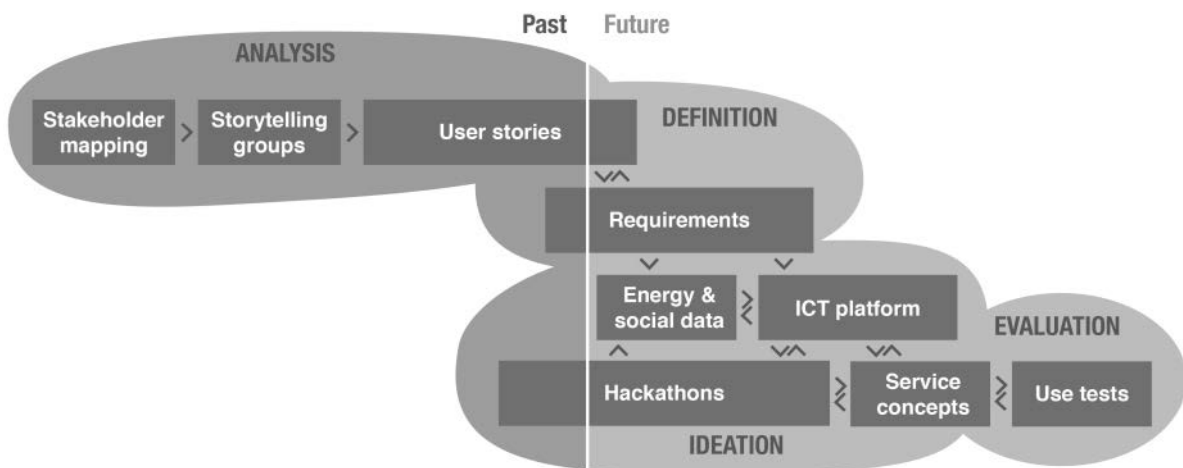 Past Future
ANALYSIS
Stakeholder
mapping
Storytelling
groups
User stories
DEFINITION
Requirements
Energy &
social data
ICT platform
EVALUATION
Hackathons
Service
concepts
Use tests
IDEATION